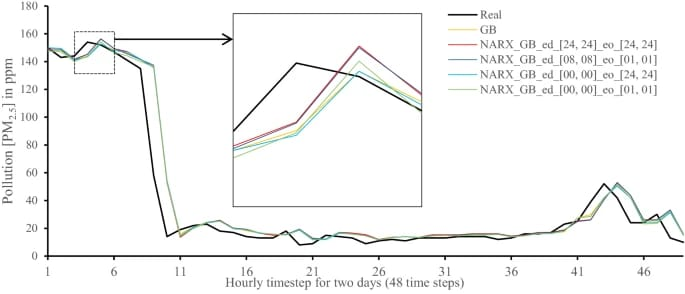 180
160
140
120
100
80
60
40
20
0
Pollution [PM2.5] in ppm
1 6 11 16 21 26 31 36 41 46
Hourly timestep for two days (48 time steps)
Real
GB
NARX_GB_ed_[24, 24]_eo_[24, 24]
NARX_GB_ed_[08, 08]_eo_[01, 01]
NARX_GB_ed_[00, 00]_eo_[24, 24]
NARX_GB_ed_[00, 00]_eo_[01, 01]